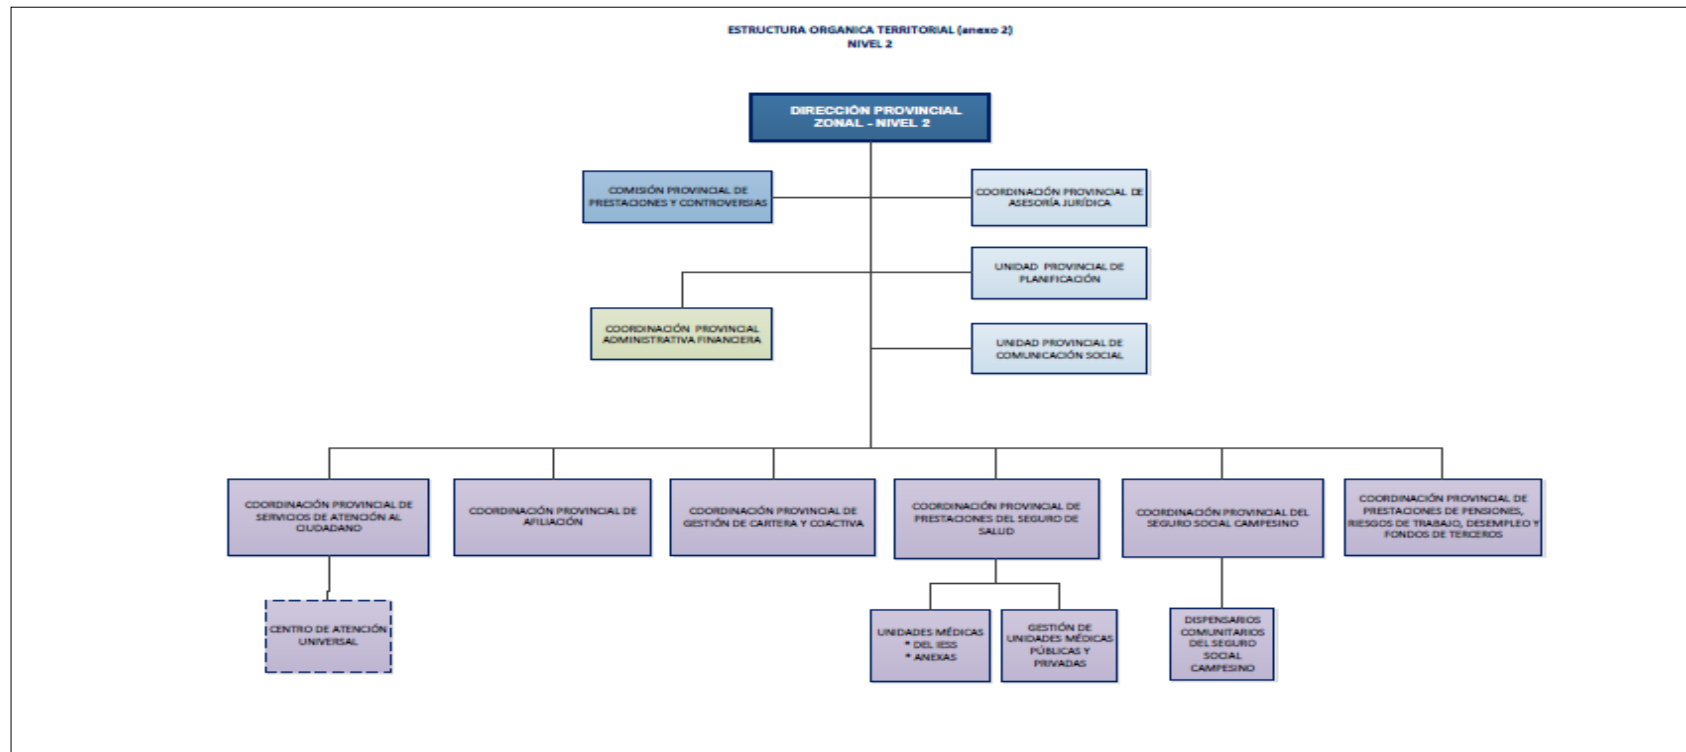 ESTRUCTURA ORGANICA TERRITORIAL (anexo 2)
NIVEL 2
DIRECCIÓN PROVINCIAL
ZONAL - NIVEL 2
COMISIÓN PROVINCIAL DE
PRESTACIONES Y CONTROVERSIAS
COORDINACIÓN PROVINCIAL DE
ASESORÍA JURÍDICA
UNIDAD PROVINCIAL DE
PLANIFICACIÓN
COORDINACIÓN PROVINCIAL
ADMINISTRATIVA FINANCIERA
UNIDAD PROVINCIAL DE
COMUNICACIÓN SOCIAL
COORDINACIÓN PROVINCIAL DE
SERVICIOS DE ATENCIÓN AL
CIUDADANO
COORDINACIÓN PROVINCIAL DE
AFILIACIÓN
COORDINACIÓN PROVINCIAL DE
GESTIÓN DE CARTERA Y COACTIVA
COORDINACIÓN PROVINCIAL DE
PRESTACIONES DEL SEGURO DE
SALUD
COORDINACIÓN PROVINCIAL DEL
SEGURO SOCIAL CAMPESINO
COORDINACIÓN PROVINCIAL DE
PRESTACIONES DE PENSIONES,
RIESGOS DE TRABAJO, DESEMPLEO Y
FONDOS DE TERCEROS
CENTRO DE ATENCIÓN
UNIVERSAL
UNIDADES MÉDICAS
* DEL IESS
* ANEXAS
GESTIÓN DE
UNIDADES MÉDICAS
PÚBLICAS Y
PRIVADAS
DISPENSARIOS
COMUNITARIOS
DEL SEGURO
SOCIAL
CAMPESINO